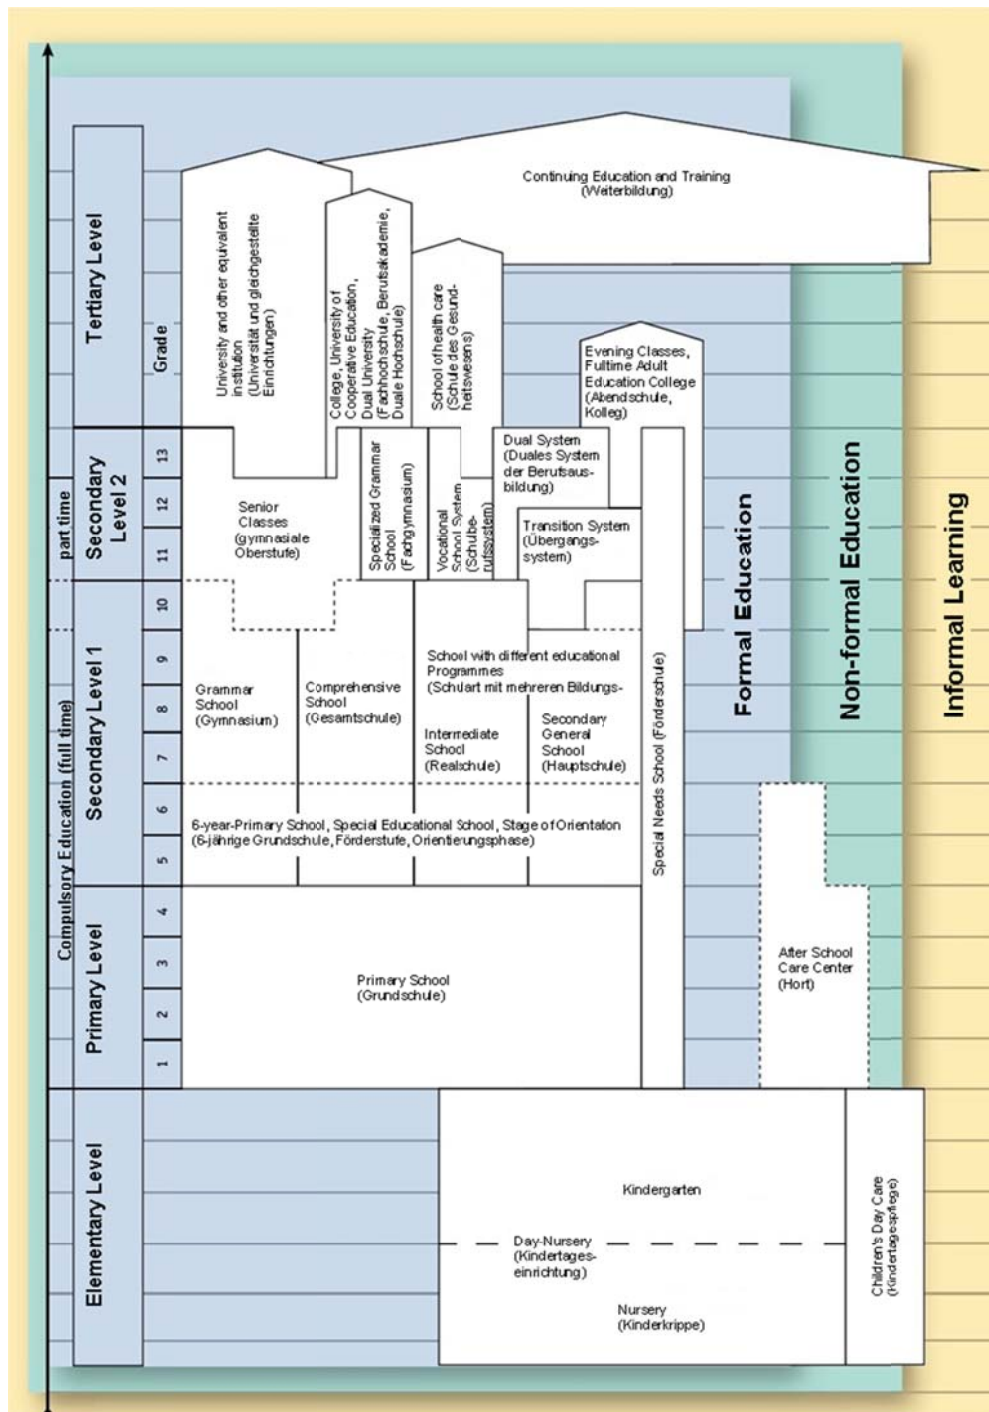 Continuing Education and Training
(Weiterbildung)
University and other equivalent
institution
(Universität und gleichgestellte
Einrichtungen)
College, University of
Cooperative Education,
Dual University
(Fachhochschule, Berufsakademie,
Duale Hochschule)
School of health care
(Schule des Gesund-
heitswesens)
Evening Classes,
Fulltime Adult
Education College
(Abendschule,
Kolleg)
Tertiary Level
Grade
part time
Secondary
Level 2
13
12
11
Senior
Classes
(gymnasiale
Oberstufe)
Specialized Grammar
School
(Fachgymnasium)
Vocational
School System
(Schulbe-
rufssystem)
Dual System
(Duales System
der Berufsaus-
bildung)
Transition System
(Übergangs-
system)
Compulsory Education (full time)
Secondary Level 1
10
9
8
7
6
5
Grammar
School
(Gymnasium)
Comprehensive
School
(Gesamtschule)
School with different educational
Programmes
(Schulart mit mehreren Bildungs-
Intermediate
School
(Realschule)
Secondary
General
School
(Hauptschule)
6-year-Primary School, Special Educational School, Stage of Orientation
(6-jährige Grundschule, Förderstufe, Orientierungsphase)
Special Needs School (Förderschule)
Formal Education
Non-formal Education
Informal Learning
Primary Level
4
3
2
1
Primary School
(Grundschule)
After School
Care Center
(Hort)
Elementary Level
Kindergarten
Day-Nursery
(Kindertages-
einrichtung)
Nursery
(Kinderkrippe)
Children's Day Care
(Kindertagespflege)